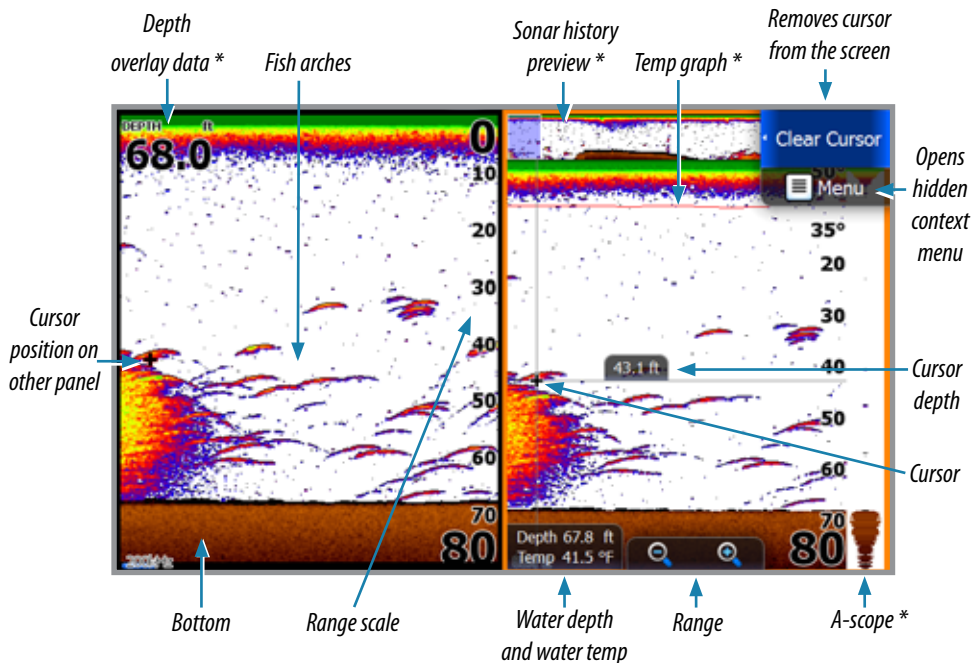 Depth
overlay data *
Fish arches
Sonar history
preview *
Temp graph *
Removes cursor
from the screen
DEPTH ft
68.0
0
10
20
30
40
50
60
70
80
Clear Cursor
Menu
Opens
hidden
context
menu
35°
20
30
40
50
60
70
80
43.1 ft
Cursor
position on
other panel
Cursor
depth
Cursor
Depth 67.8 ft
Temp 41.5 ºF
Bottom
Range scale
Water depth
and water temp
Range
A-scope *